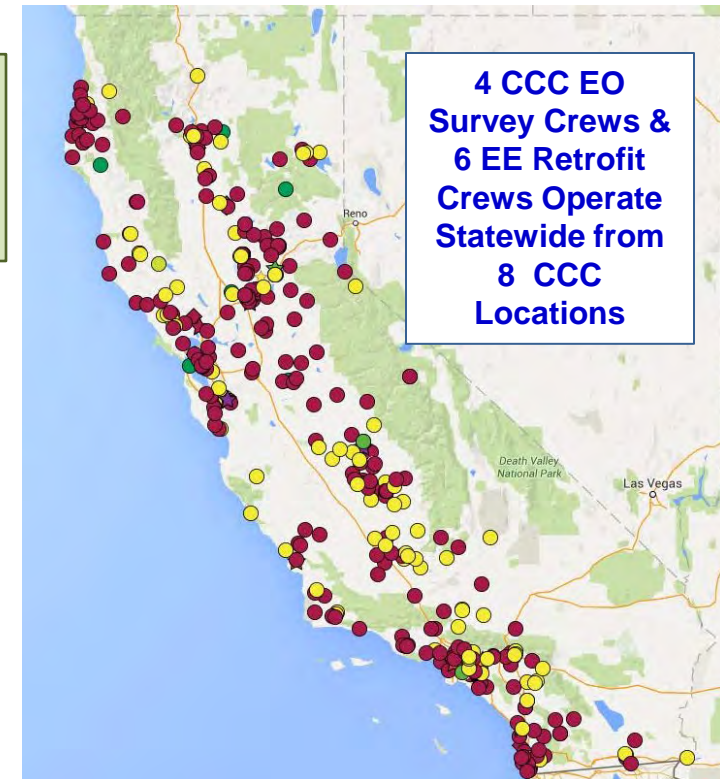 4 CCC EO
Survey Crews &
6 EE Retrofit
Crews Operate
Statewide from
8 CCC
Locations
Reno
Death Valley
National Park
Las Vegas